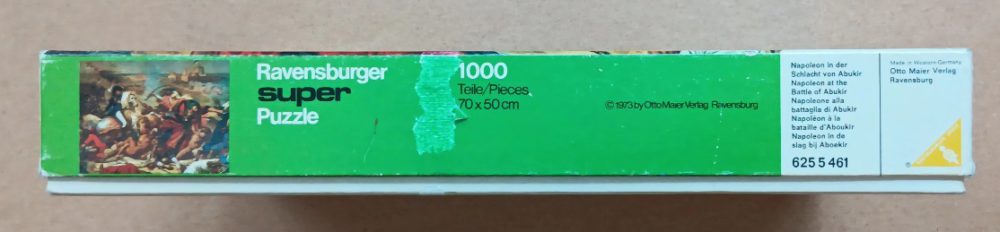 Ravensburger
super
Puzzle
1000
Teile/Pieces
70 x 50 cm
© 1973 by Otto Maier Verlag Ravensburg
Napoleon in der
Schlacht von Abukir
Napoleon at the
Battle of Abukir
Napoleone alla
battaglia di Abukir
Napoléon à la
bataille d'Aboukir
Napoleon in de
slag bij Aboekir
625 5 461
Made in Western Germany
Otto Maier Verlag
Ravensburg
®